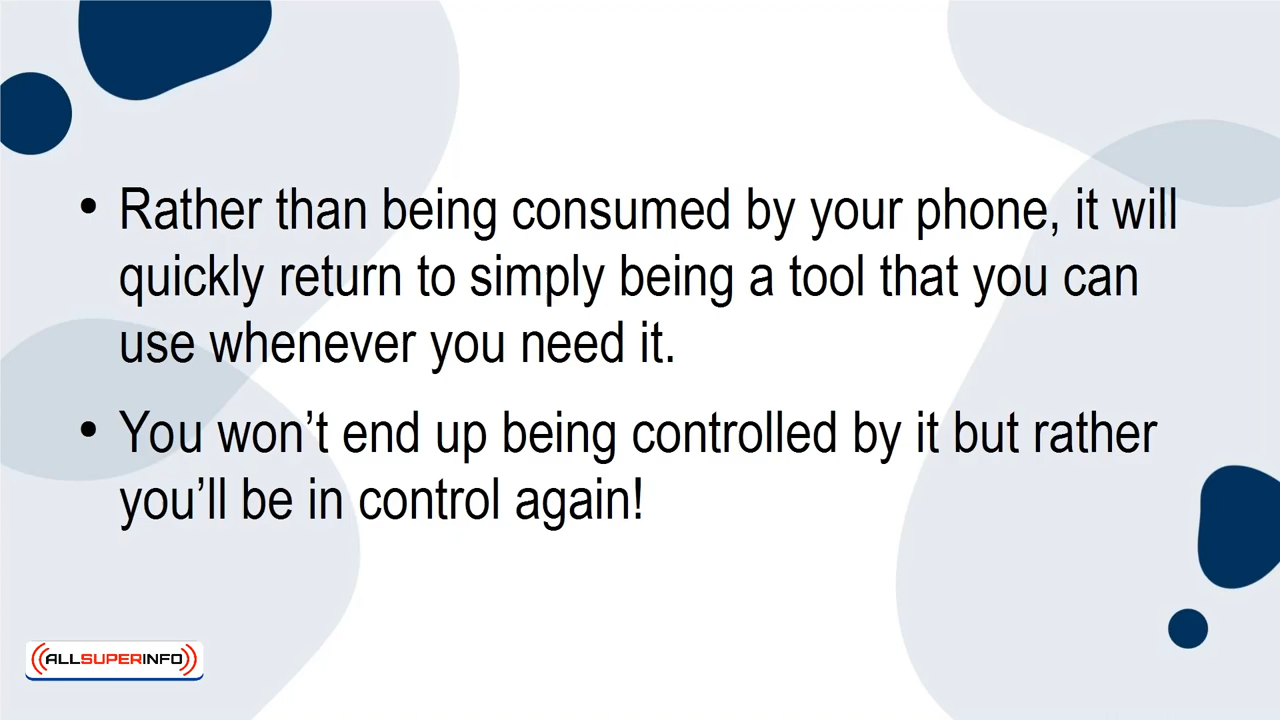 • Rather than being consumed by your phone, it will
quickly return to simply being a tool that you can
use whenever you need it.
• You won’t end up being controlled by it but rather
you’ll be in control again!
ALLSUPERINFO